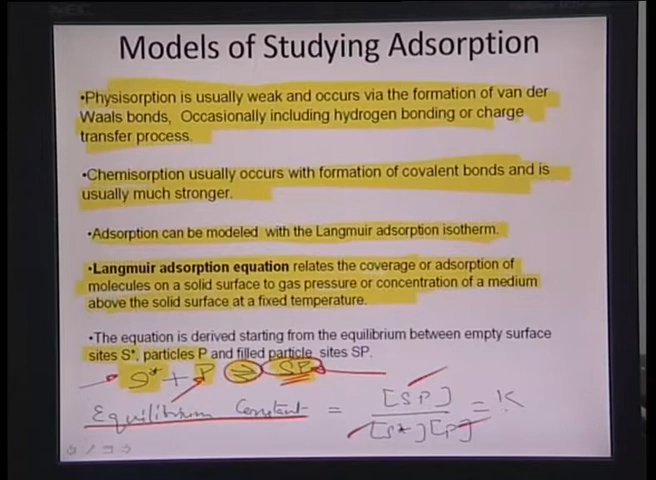 NEC
Models of Studying Adsorption
•Physisorption is usually weak and occurs via the formation of van der
Waals bonds, Occasionally including hydrogen bonding or charge
transfer process.
•Chemisorption usually occurs with formation of covalent bonds and is
usually much stronger.
•Adsorption can be modeled with the Langmuir adsorption isotherm.
•Langmuir adsorption equation relates the coverage or adsorption of
molecules on a solid surface to gas pressure or concentration of a medium
above the solid surface at a fixed temperature.
•The equation is derived starting from the equilibrium between empty surface
sites S*, particles P and filled particle sites SP.
S* + P ⇌ SP
Equilibrium Constant = [SP] / [S*][P] = K